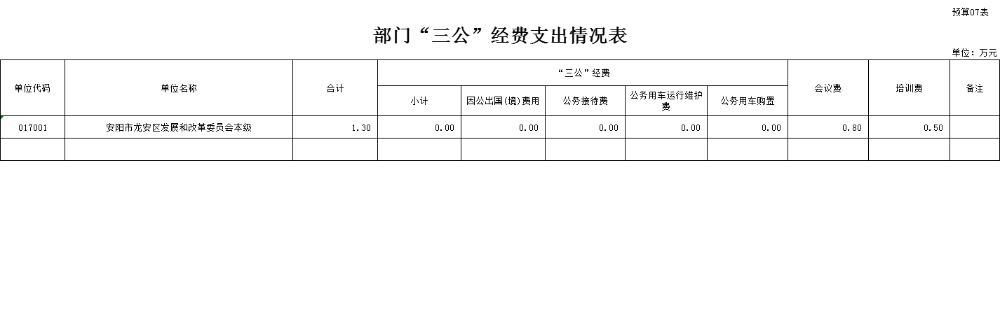 预算07表
部门“三公”经费支出情况表
单位：万元
单位代码 单位名称 合计 “三公”经费 会议费 培训费 备注
小计 因公出国(境)费用 公务接待费 公务用车运行维护费 公务用车购置
017001 安阳市龙安区发展和改革委员会本级 1.30 0.00 0.00 0.00 0.00 0.00 0.80 0.50